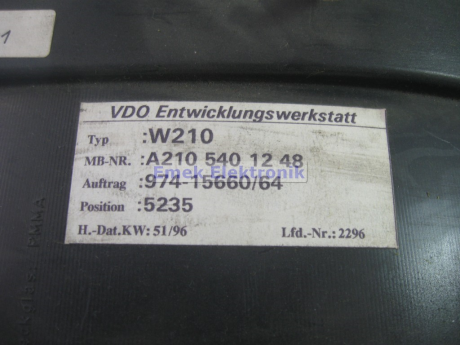 1
VDO Entwicklungswerkstatt
Typ :W210
MB-NR. :A210 540 12 48
Emek Elektronik
Auftrag :974-15660/64
Position :5235
H.-Dat.KW: 51/96 Lfd.-Nr.: 2296
PMMA